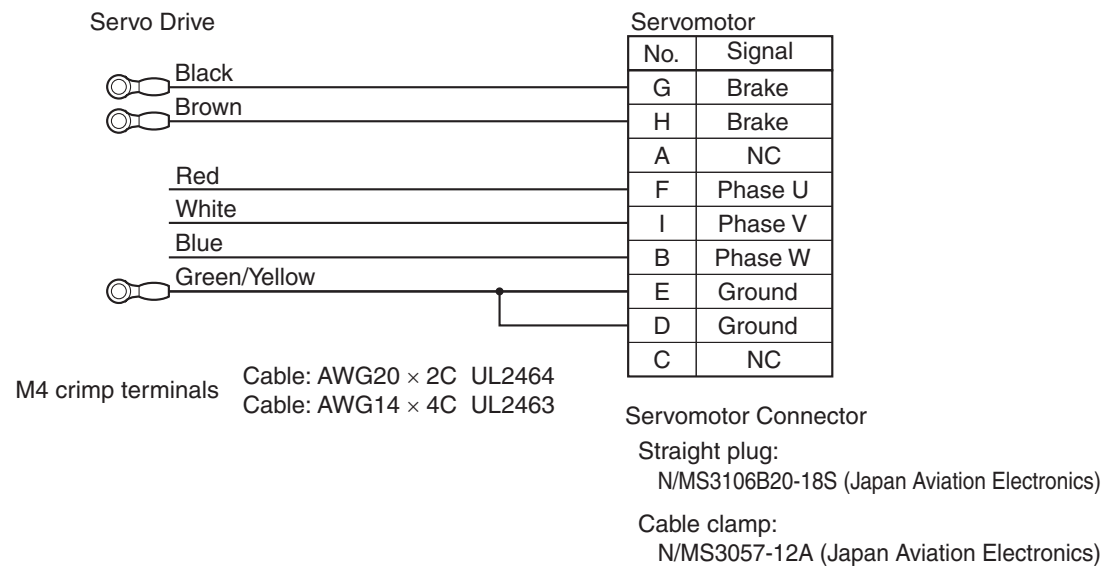 Servo Drive
Servomotor
No. Signal
Black
G Brake
Brown
H Brake
A NC
Red
F Phase U
White
I Phase V
Blue
B Phase W
Green/Yellow
E Ground
D Ground
C NC
M4 crimp terminals
Cable: AWG20 × 2C UL2464
Cable: AWG14 × 4C UL2463
Servomotor Connector
Straight plug:
N/MS3106B20-18S (Japan Aviation Electronics)
Cable clamp:
N/MS3057-12A (Japan Aviation Electronics)